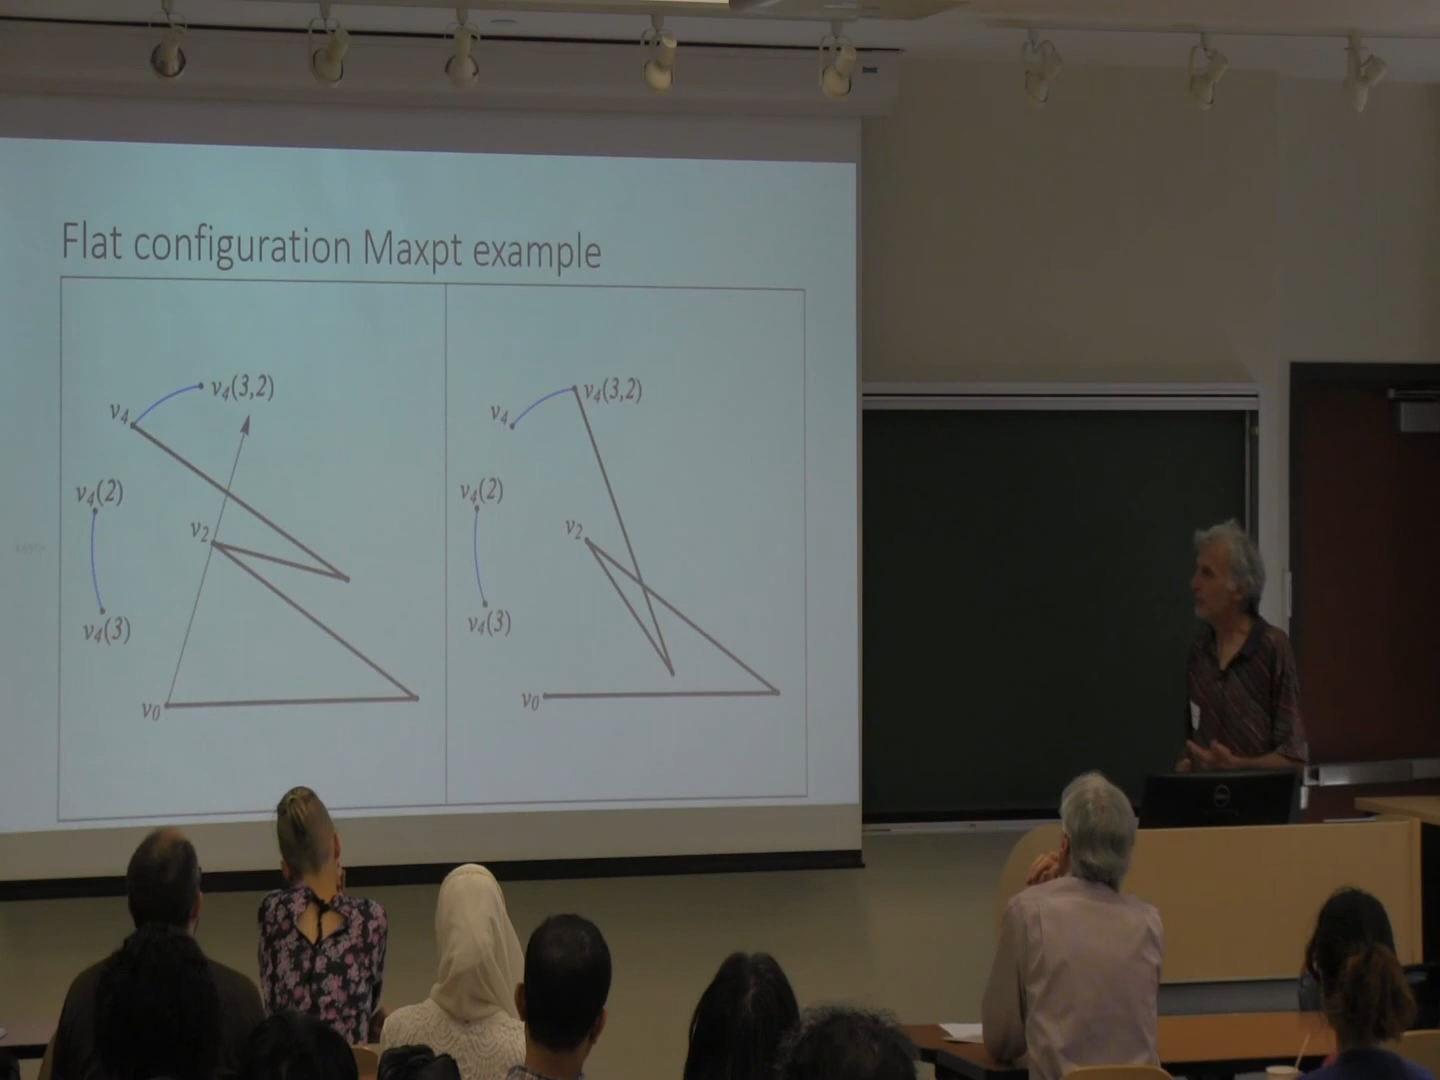 Flat configuration Maxpt example
v₄
v₄(3,2)
v₄(2)
v₂
v₄(3)
v₀
v₄
v₄(3,2)
v₄(2)
v₂
v₄(3)
v₀
DELL